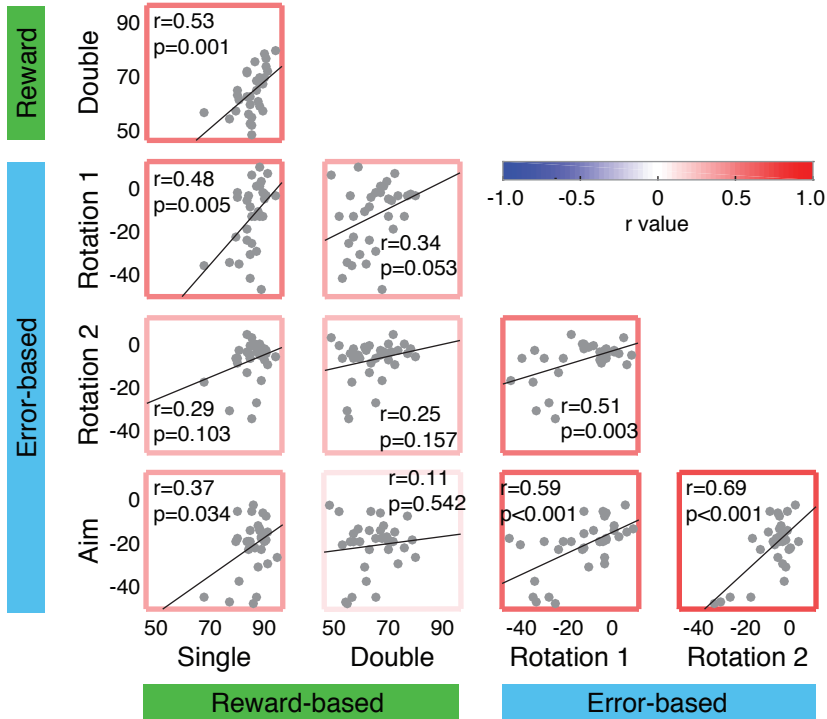 Reward
Double
90
70
50
r=0.53
p=0.001
Error-based
Rotation 1
0
-20
-40
r=0.48
p=0.005
r=0.34
p=0.053
-1.0
-0.5
0
0.5
1.0
r value
Rotation 2
0
-20
-40
r=0.29
p=0.103
r=0.25
p=0.157
r=0.51
p=0.003
Aim
0
-20
-40
r=0.37
p=0.034
r=0.11
p=0.542
r=0.59
p<0.001
r=0.69
p<0.001
50 70 90
50 70 90
-40 -20 0
-40 -20 0
Single
Double
Rotation 1
Rotation 2
Reward-based
Error-based